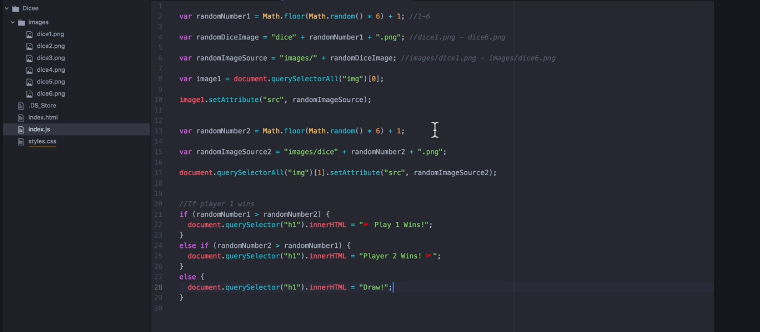 Dicee
images
dice1.png
dice2.png
dice3.png
dice4.png
dice5.png
dice6.png
.DS_Store
index.html
index.js
styles.css
1
2 var randomNumber1 = Math.floor(Math.random() * 6) + 1; //1-6
3
4 var randomDiceImage = "dice" + randomNumber1 + ".png"; //dice1.png - dice6.png
5
6 var randomImageSource = "images/" + randomDiceImage; //images/dice1.png - images/dice6.png
7
8 var image1 = document.querySelectorAll("img")[0];
9
10 image1.setAttribute("src", randomImageSource);
11
12
13 var randomNumber2 = Math.floor(Math.random() * 6) + 1;
14
15 var randomImageSource2 = "images/dice" + randomNumber2 + ".png";
16
17 document.querySelectorAll("img")[1].setAttribute("src", randomImageSource2);
18
19
20 //If player 1 wins
21 if (randomNumber1 > randomNumber2) {
22 document.querySelector("h1").innerHTML = "🚩 Play 1 Wins!";
23 }
24 else if (randomNumber2 > randomNumber1) {
25 document.querySelector("h1").innerHTML = "Player 2 Wins! 🚩";
26 }
27 else {
28 document.querySelector("h1").innerHTML = "Draw!";
29 }
30